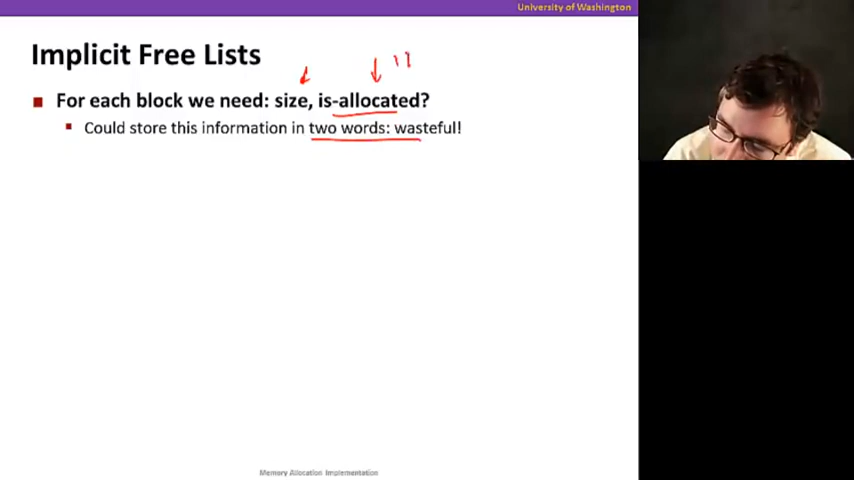 University of Washington
Implicit Free Lists
For each block we need: size, is-allocated?
Could store this information in two words: wasteful!
Memory Allocation Implementation